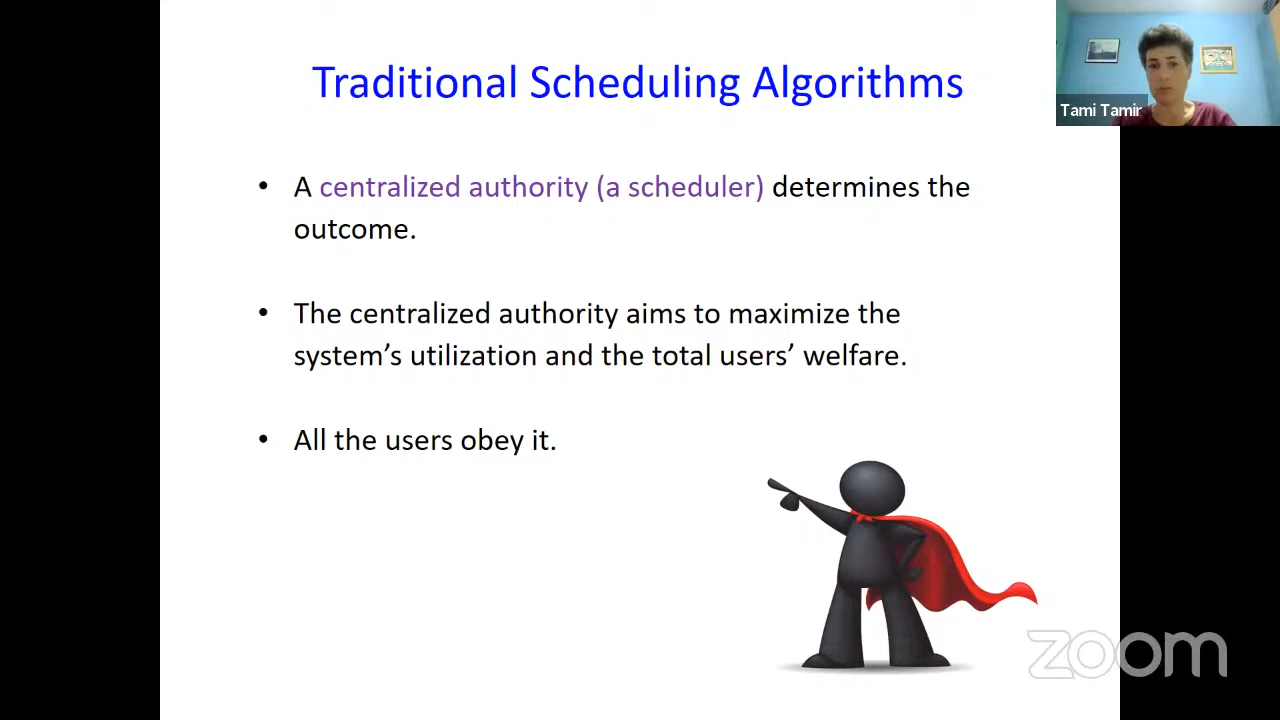 Traditional Scheduling Algorithms
Tami Tamir
• A centralized authority (a scheduler) determines the
outcome.
• The centralized authority aims to maximize the
system’s utilization and the total users’ welfare.
• All the users obey it.
zoom